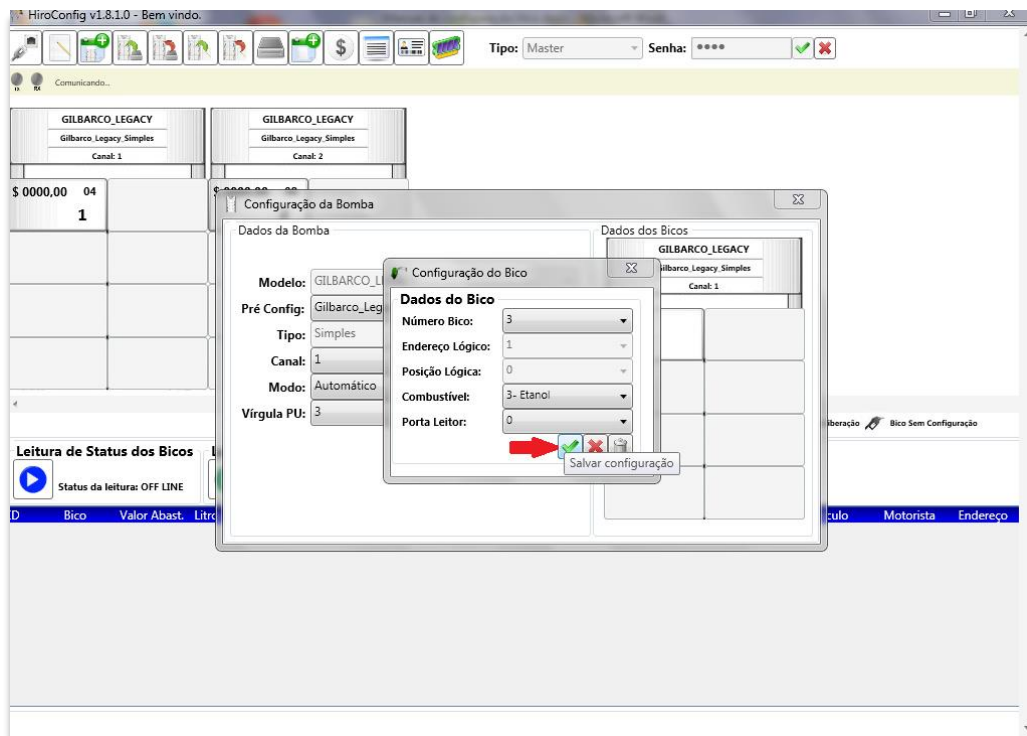 HiroConfig v1.8.1.0 - Bem vindo.
Tipo: Master Senha: ****
Comunicando...
GILBARCO_LEGACY
Gilbarco_Legacy_Simples
Canal: 1
GILBARCO_LEGACY
Gilbarco_Legacy_Simples
Canal: 2
$ 0000,00 04
1
Configuração da Bomba
Dados da Bomba
Modelo: GILBARCO_L
Pré Config: Gilbarco_Leg
Tipo: Simples
Canal: 1
Modo: Automático
Vírgula PU: 3
Dados dos Bicos
GILBARCO_LEGACY
ilbarco_Legacy_Simples
Canal: 1
Configuração do Bico
Dados do Bico
Número Bico: 3
Endereço Lógico: 1
Posição Lógica: 0
Combustível: 3- Etanol
Porta Leitor: 0
Salvar configuração
iberação Bico Sem Configuração
Leitura de Status dos Bicos
Status da leitura: OFF LINE
D Bico Valor Abast. Litro culo Motorista Endereço